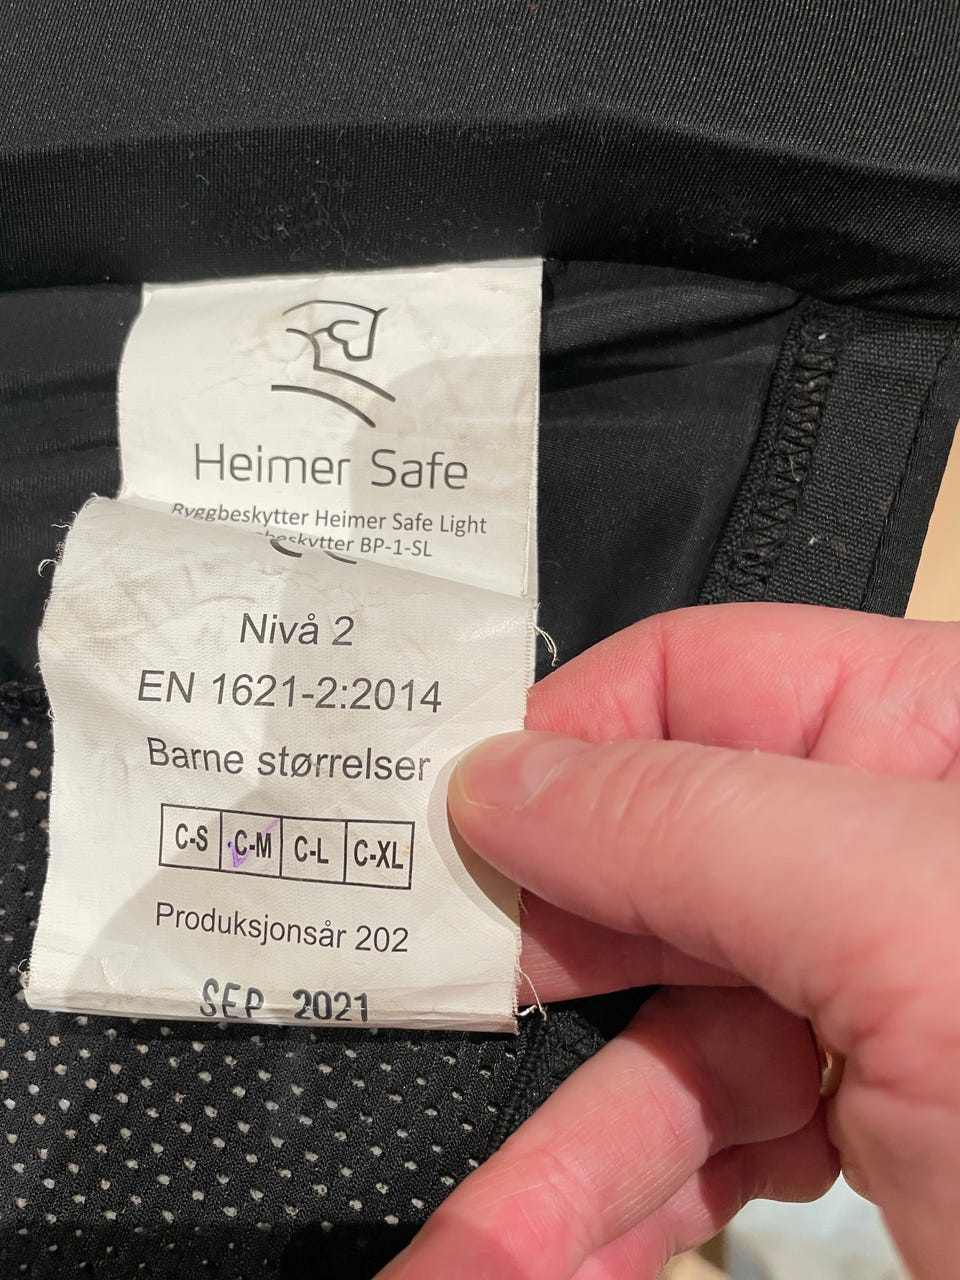 Heimer Safe
Ryggbeskytter Heimer Safe Light
BP-1-SL
Nivå 2
EN 1621-2:2014
Barne størrelser
C-S C-M C-L C-XL
Produksjonsår 202
SEP 2021